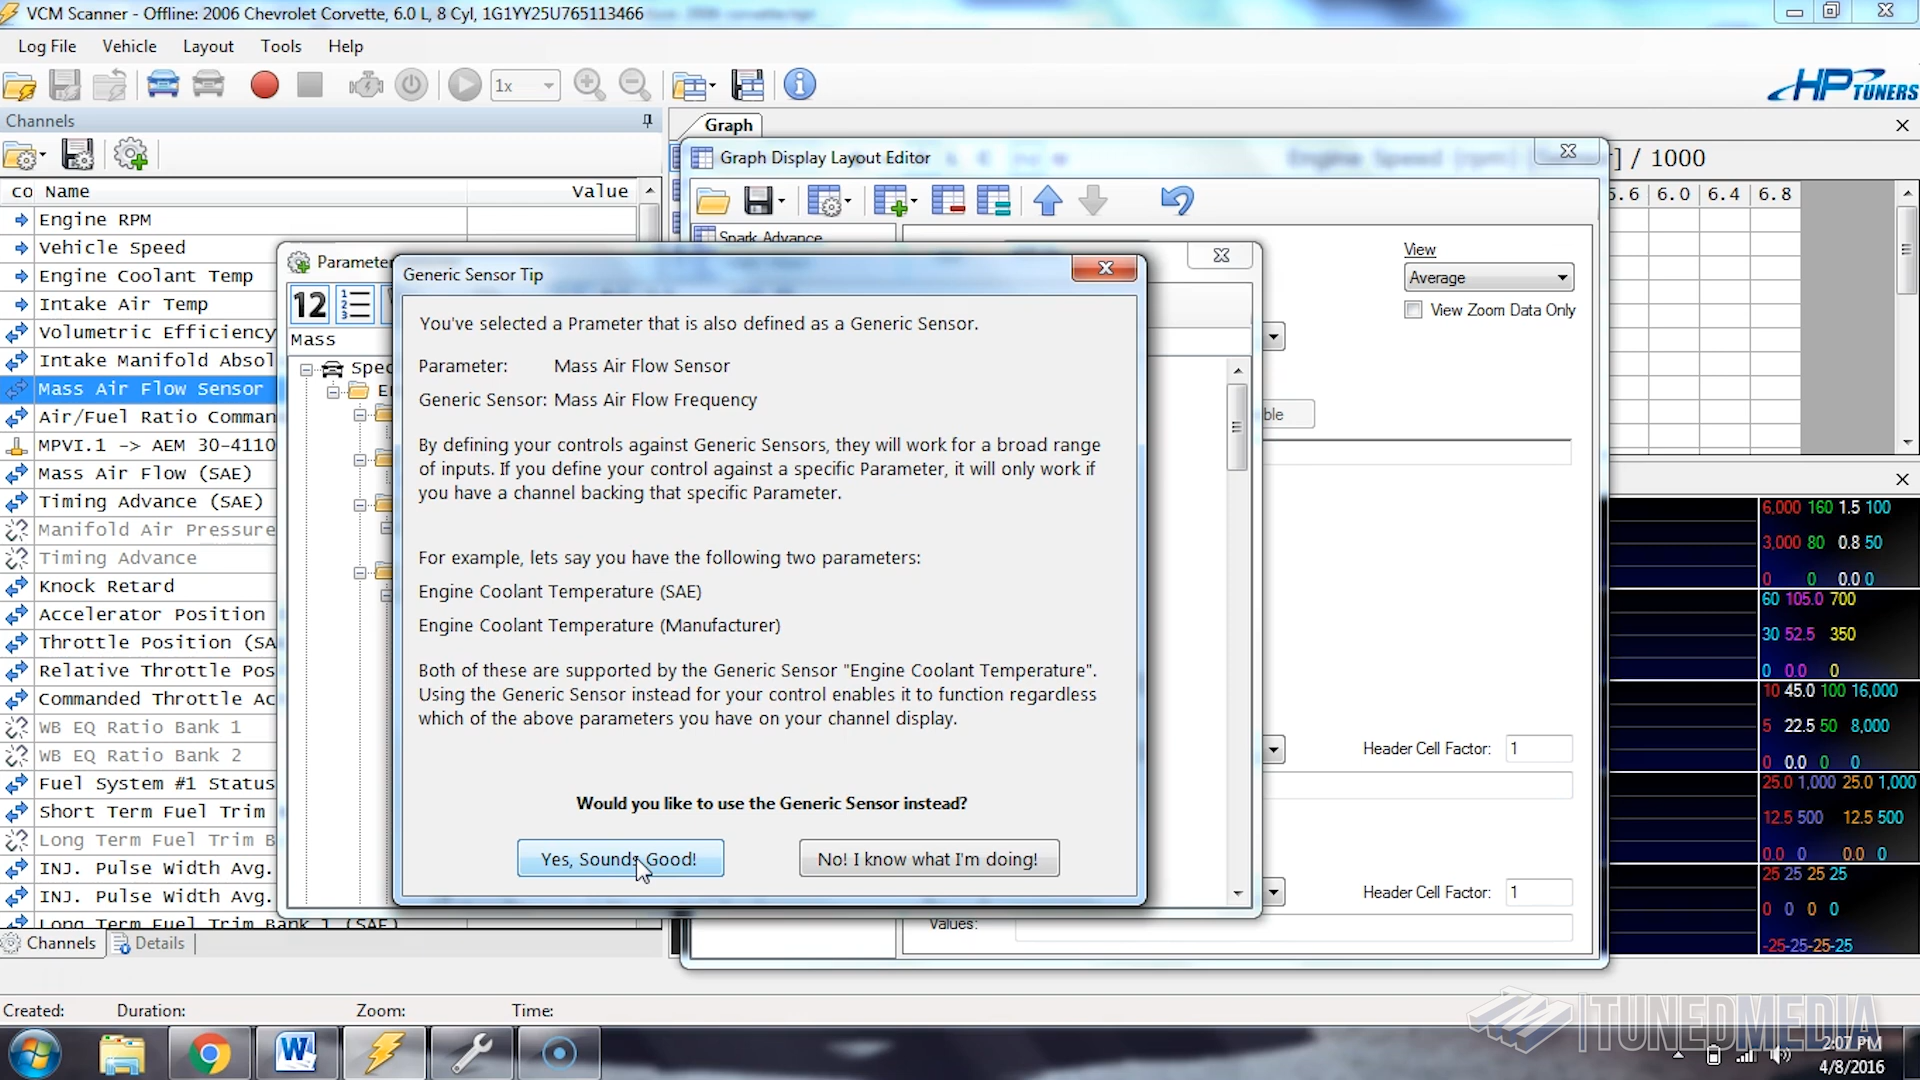 VCM Scanner - Offline: 2006 Chevrolet Corvette, 6.0 L, 8 Cyl, 1G1YY25U765113466
Log File Vehicle Layout Tools Help
1x
HP TUNERS
Channels
Graph
Graph Display Layout Editor
] / 1000
co Name Value
5.6 6.0 6.4 6.8
Engine RPM
Vehicle Speed
Engine Coolant Temp
Intake Air Temp
Volumetric Efficiency
Intake Manifold Absol
Mass Air Flow Sensor
Air/Fuel Ratio Comman
MPVI.1 -> AEM 30-4110
Mass Air Flow (SAE)
Timing Advance (SAE)
Manifold Air Pressure
Timing Advance
Knock Retard
Accelerator Position
Throttle Position (SA
Relative Throttle Pos
Commanded Throttle Ac
WB EQ Ratio Bank 1
WB EQ Ratio Bank 2
Fuel System #1 Status
Short Term Fuel Trim
Long Term Fuel Trim B
INJ. Pulse Width Avg.
INJ. Pulse Width Avg.
Long Term Fuel Trim Bank 1 (SAE)
Channels Details
Spark Advance
View
Average
View Zoom Data Only
ble
Header Cell Factor: 1
Header Cell Factor: 1
Values:
Parameter
12
1
2
3
Mass
Spec
E
Generic Sensor Tip
You've selected a Prameter that is also defined as a Generic Sensor.
Parameter: Mass Air Flow Sensor
Generic Sensor: Mass Air Flow Frequency
By defining your controls against Generic Sensors, they will work for a broad range
of inputs. If you define your control against a specific Parameter, it will only work if
you have a channel backing that specific Parameter.
For example, lets say you have the following two parameters:
Engine Coolant Temperature (SAE)
Engine Coolant Temperature (Manufacturer)
Both of these are supported by the Generic Sensor "Engine Coolant Temperature".
Using the Generic Sensor instead for your control enables it to function regardless
which of the above parameters you have on your channel display.
Would you like to use the Generic Sensor instead?
Yes, Sounds Good! No! I know what I'm doing!
6,000 160 1.5 100
3,000 80 0.8 50
0 0 0.0 0
60 105.0 700
30 52.5 350
0 0.0 0
10 45.0 100 16,000
5 22.5 50 8,000
0 0.0 0 0
25.0 1,000 25.0 1,000
12.5 500 12.5 500
0.0 0 0.0 0
25 25 25 25
0 0 0 0
-25 -25 -25 -25
Created: Duration: Zoom: Time:
TUNEDMEDIA
2:07 PM
4/8/2016